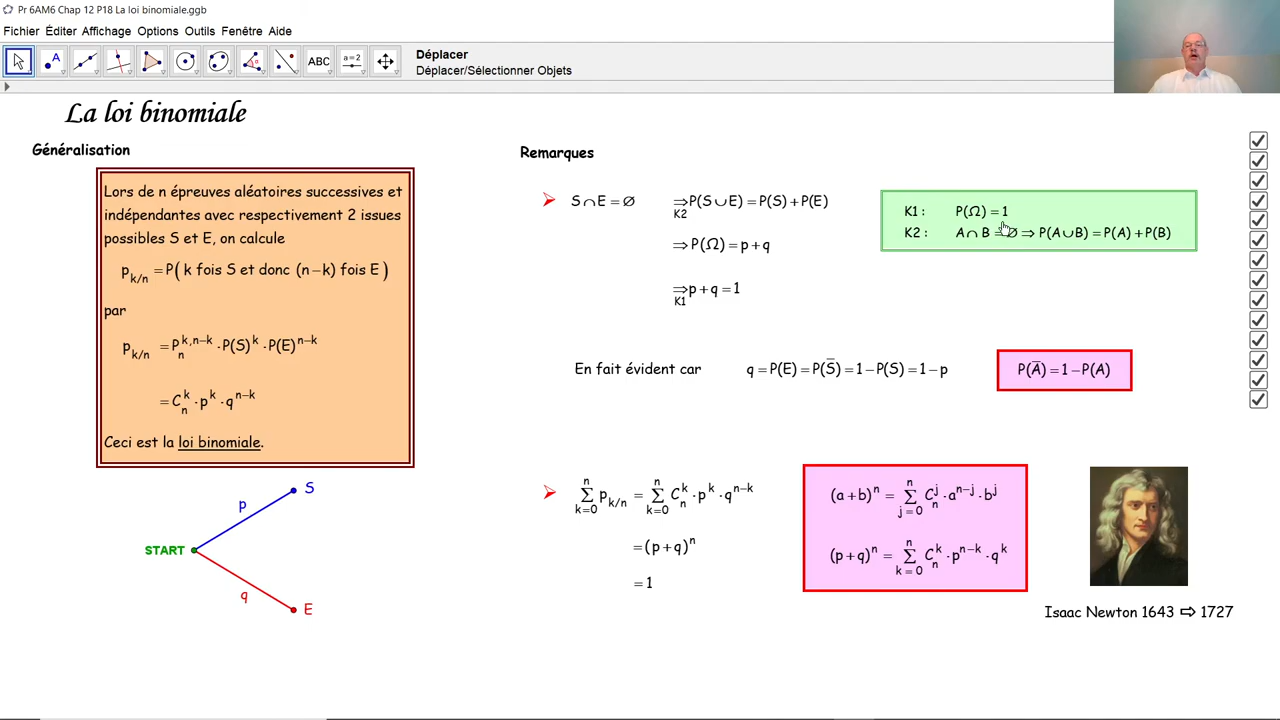 Pr 6AM6 Chap 12 P18 La loi binomiale.ggb
Fichier Éditer Affichage Options Outils Fenêtre Aide
A
ABC
a=2
Déplacer
Déplacer/Sélectionner Objets
La loi binomiale
Généralisation
Lors de n épreuves aléatoires successives et
indépendantes avec respectivement 2 issues
possibles S et E, on calcule
p_{k/n} = P( k fois S et donc (n−k) fois E )
par
p_{k/n} = P_n^{k,n−k} · P(S)^k · P(E)^{n−k}
= C_n^k · p^k · q^{n−k}
Ceci est la loi binomiale.
START
p
S
q
E
Remarques
S∩E=∅ ⇒_{K2} P(S∪E)=P(S)+P(E)
⇒P(Ω)=p+q
⇒_{K1} p+q=1
K1 : P(Ω)=1
K2 : A∩B=∅ ⇒ P(A∪B)=P(A)+P(B)
En fait évident car q=P(E)=P(S̅)=1−P(S)=1−p
P(A̅)=1−P(A)
∑_{k=0}^{n} p_{k/n} = ∑_{k=0}^{n} C_n^k · p^k · q^{n−k}
=(p+q)^n
=1
(a+b)^n = ∑_{j=0}^{n} C_n^j · a^{n−j} · b^j
(p+q)^n = ∑_{k=0}^{n} C_n^k · p^{n−k} · q^k
Isaac Newton 1643 ⇨ 1727